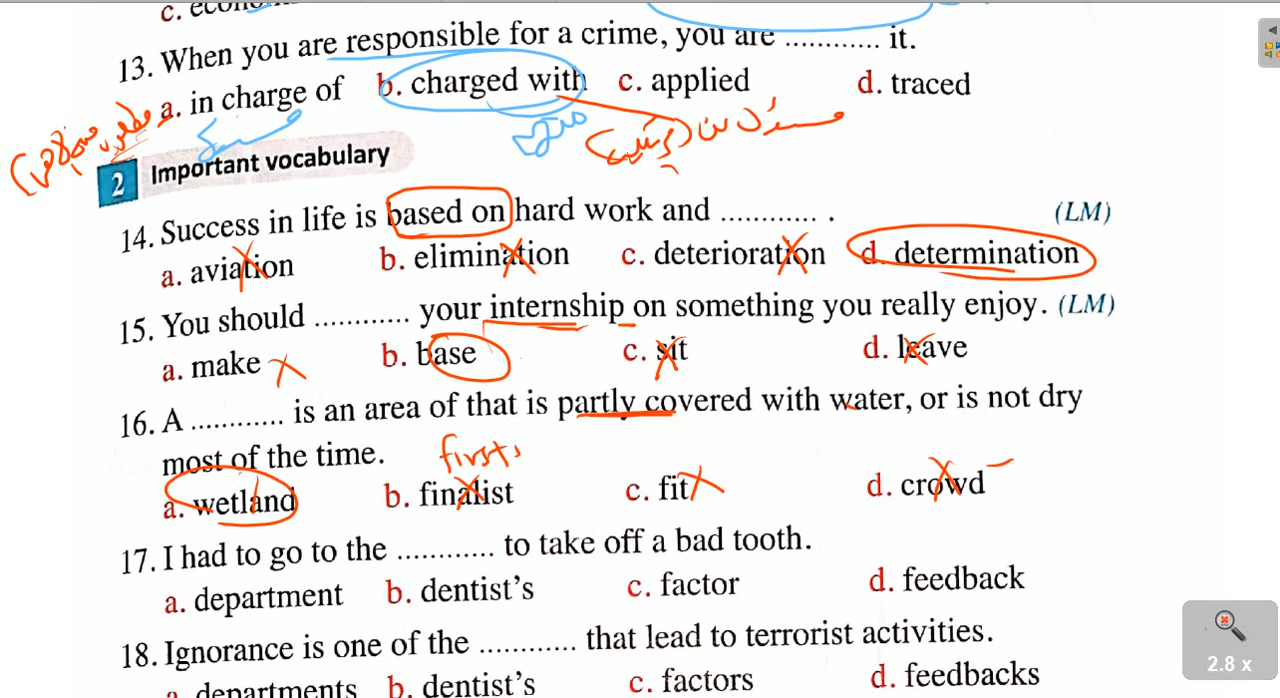 c. econo
13. When you are responsible for a crime, you are ............ it.
a. in charge of b. charged with c. applied d. traced
2 Important vocabulary
14. Success in life is based on hard work and ............ . (LM)
a. aviation b. elimination c. deterioration d. determination
15. You should ............ your internship on something you really enjoy. (LM)
a. make b. base c. sit d. leave
16. A ............ is an area of that is partly covered with water, or is not dry
most of the time.
firsts
a. wetland b. finalist c. fit d. crowd
17. I had to go to the ............ to take off a bad tooth.
a. department b. dentist's c. factor d. feedback
18. Ignorance is one of the ............ that lead to terrorist activities.
a. departments b. dentist's c. factors d. feedbacks
2.8 x